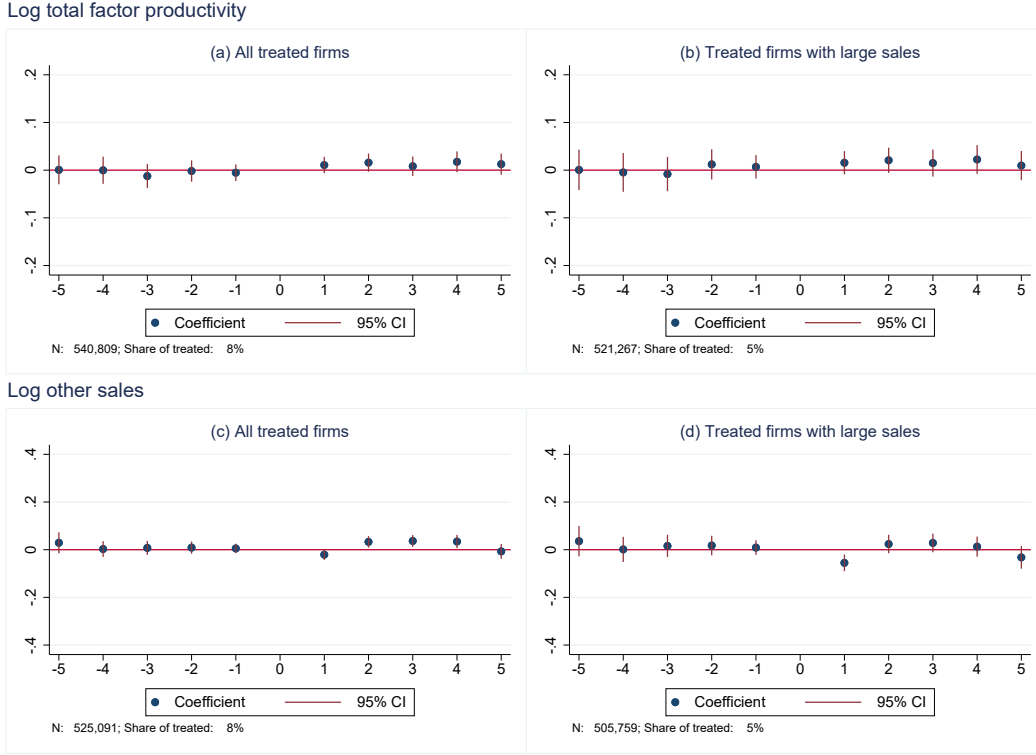 Log total factor productivity
(a) All treated firms
.2
.1
0
-.1
-.2
-5 -4 -3 -2 -1 0 1 2 3 4 5
Coefficient 95% CI
N: 540,809; Share of treated: 8%
(b) Treated firms with large sales
.2
.1
0
-.1
-.2
-5 -4 -3 -2 -1 0 1 2 3 4 5
Coefficient 95% CI
N: 521,267; Share of treated: 5%
Log other sales
(c) All treated firms
.4
.2
0
-.2
-.4
-5 -4 -3 -2 -1 0 1 2 3 4 5
Coefficient 95% CI
N: 525,091; Share of treated: 8%
(d) Treated firms with large sales
.4
.2
0
-.2
-.4
-5 -4 -3 -2 -1 0 1 2 3 4 5
Coefficient 95% CI
N: 505,759; Share of treated: 5%